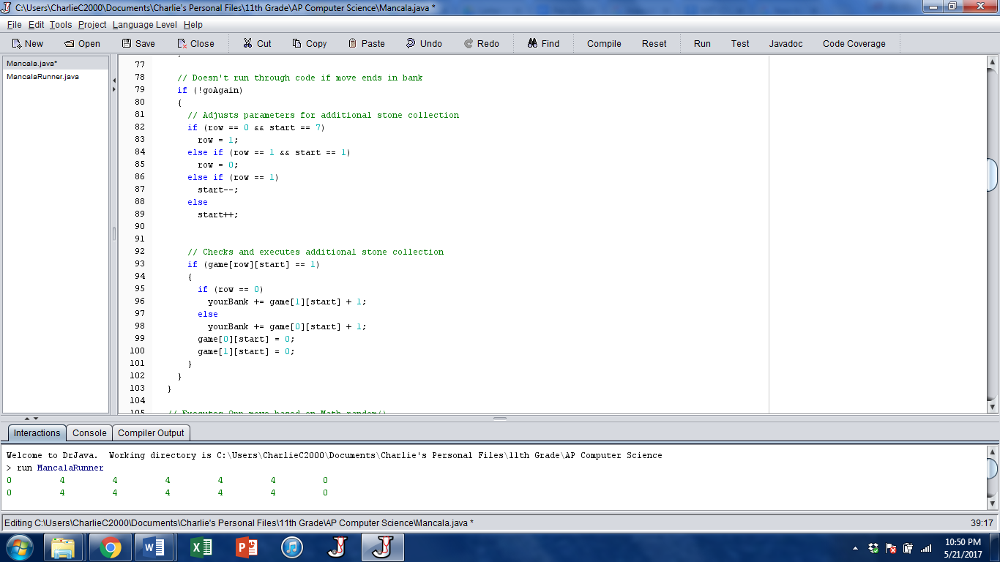 C:\Users\CharlieC2000\Documents\Charlie's Personal Files\11th Grade\AP Computer Science\Mancala.java *
File Edit Tools Project Language Level Help
New Open Save Close Cut Copy Paste Undo Redo Find Compile Reset Run Test Javadoc Code Coverage
Mancala.java*
MancalaRunner.java
77
78 // Doesn't run through code if move ends in bank
79 if (!goAgain)
80 {
81 // Adjusts parameters for additional stone collection
82 if (row == 0 && start == 7)
83 row = 1;
84 else if (row == 1 && start == 1)
85 row = 0;
86 else if (row == 1)
87 start--;
88 else
89 start++;
90
91
92 // Checks and executes additional stone collection
93 if (game[row][start] == 1)
94 {
95 if (row == 0)
96 yourBank += game[1][start] + 1;
97 else
98 yourBank += game[0][start] + 1;
99 game[0][start] = 0;
100 game[1][start] = 0;
101 }
102 }
103 }
104
105 // Executes Opp move based on Math.random()
Interactions Console Compiler Output
Welcome to DrJava. Working directory is C:\Users\CharlieC2000\Documents\Charlie's Personal Files\11th Grade\AP Computer Science
> run MancalaRunner
0 4 4 4 4 4 0
0 4 4 4 4 4 0
Editing C:\Users\CharlieC2000\Documents\Charlie's Personal Files\11th Grade\AP Computer Science\Mancala.java * 39:17
10:50 PM
5/21/2017